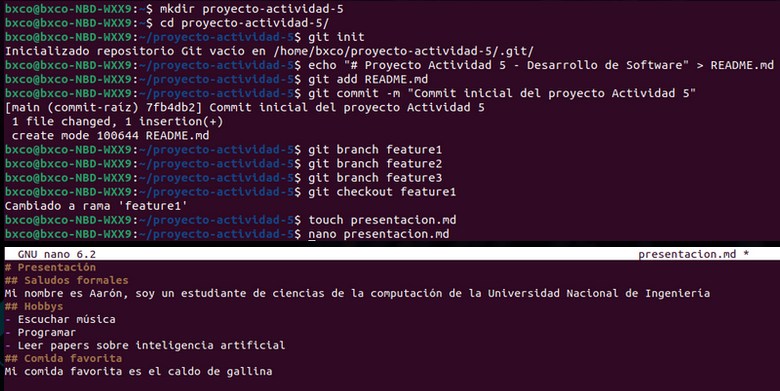 bxco@bxco-NBD-WXX9:~$ mkdir proyecto-actividad-5
bxco@bxco-NBD-WXX9:~$ cd proyecto-actividad-5/
bxco@bxco-NBD-WXX9:~/proyecto-actividad-5$ git init
Inicializado repositorio Git vacío en /home/bxco/proyecto-actividad-5/.git/
bxco@bxco-NBD-WXX9:~/proyecto-actividad-5$ echo "# Proyecto Actividad 5 - Desarrollo de Software" > README.md
bxco@bxco-NBD-WXX9:~/proyecto-actividad-5$ git add README.md
bxco@bxco-NBD-WXX9:~/proyecto-actividad-5$ git commit -m "Commit inicial del proyecto Actividad 5"
[main (commit-raíz) 7fb4db2] Commit inicial del proyecto Actividad 5
1 file changed, 1 insertion(+)
create mode 100644 README.md
bxco@bxco-NBD-WXX9:~/proyecto-actividad-5$ git branch feature1
bxco@bxco-NBD-WXX9:~/proyecto-actividad-5$ git branch feature2
bxco@bxco-NBD-WXX9:~/proyecto-actividad-5$ git branch feature3
bxco@bxco-NBD-WXX9:~/proyecto-actividad-5$ git checkout feature1
Cambiado a rama 'feature1'
bxco@bxco-NBD-WXX9:~/proyecto-actividad-5$ touch presentacion.md
bxco@bxco-NBD-WXX9:~/proyecto-actividad-5$ nano presentacion.md
GNU nano 6.2 presentacion.md *
# Presentación
## Saludos formales
Mi nombre es Aarón, soy un estudiante de ciencias de la computación de la Universidad Nacional de Ingeniería
## Hobbys
- Escuchar música
- Programar
- Leer papers sobre inteligencia artificial
## Comida favorita
Mi comida favorita es el caldo de gallina